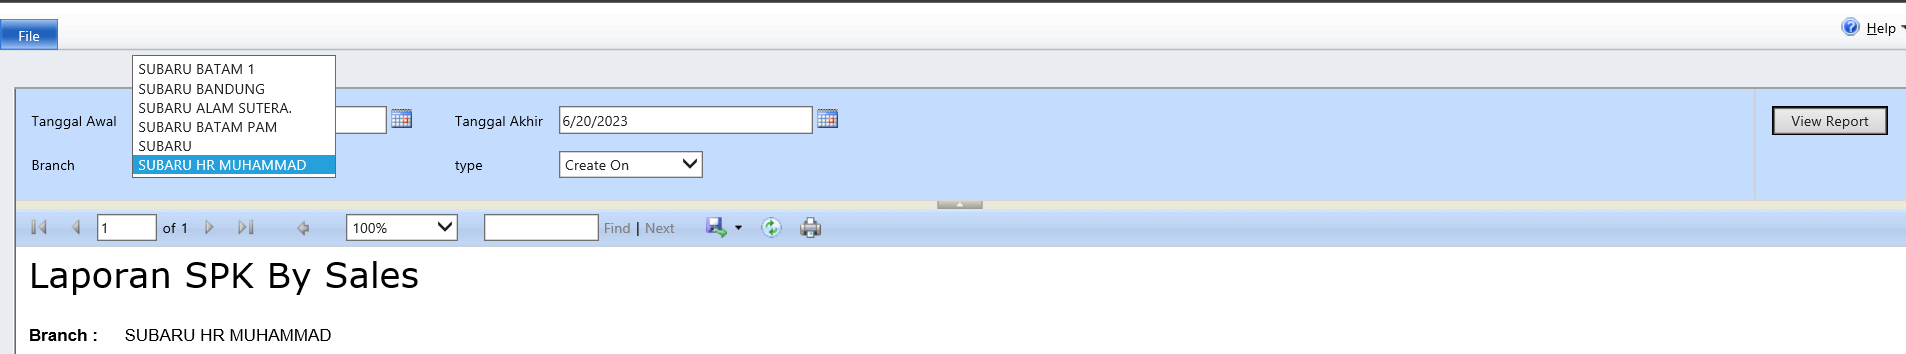 File
Help
SUBARU BATAM 1
SUBARU BANDUNG
SUBARU ALAM SUTERA.
SUBARU BATAM PAM
SUBARU
SUBARU HR MUHAMMAD
Tanggal Awal
Tanggal Akhir 6/20/2023
View Report
Branch
type Create On
1 of 1 100% Find | Next
Laporan SPK By Sales
Branch : SUBARU HR MUHAMMAD